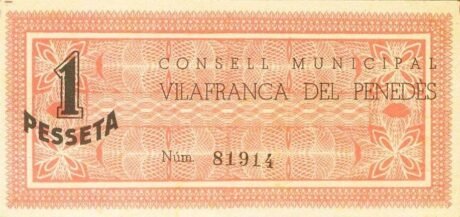 CONSELL MUNICIPAL
VILAFRANCA DEL PENEDÈS
1
PESSETA
Núm. 81914